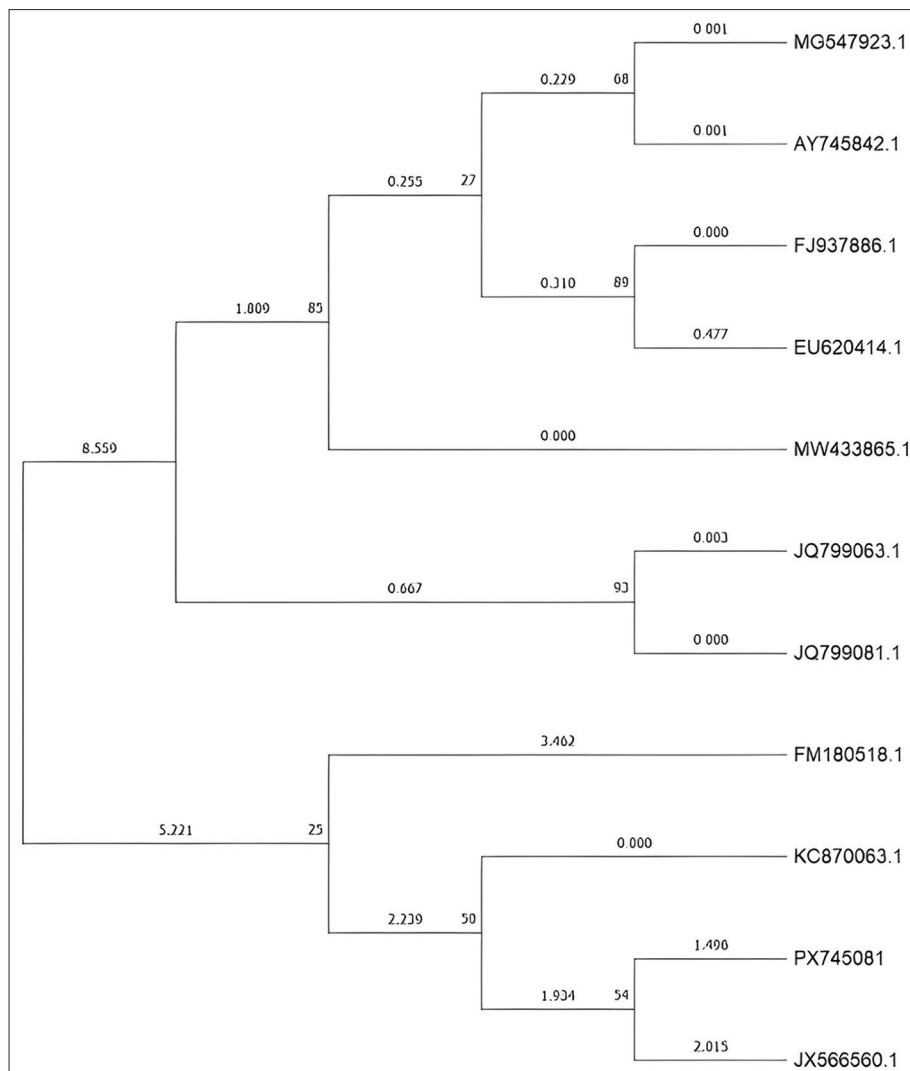 0.001
MG547923.1
0.229 68
0.001
AY745842.1
0.255 27
0.000
FJ937886.1
0.310 89
1.009 85
0.477
EU620414.1
0.000
MW433865.1
8.559
0.003
JQ799063.1
0.667 93
0.000
JQ799081.1
3.462
FM180518.1
5.221 25
0.000
KC870063.1
2.239 50
1.496
PX745081
1.934 54
2.015
JX566560.1